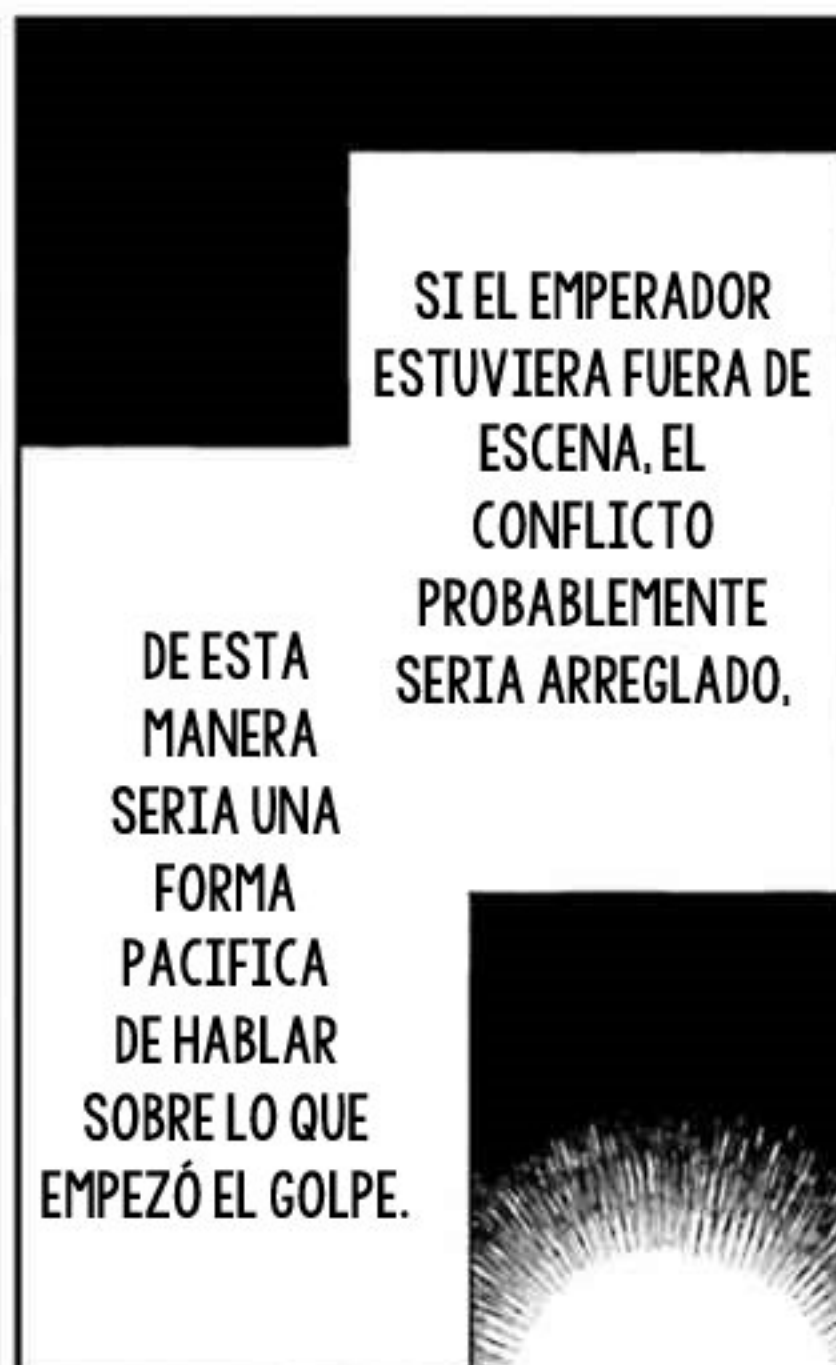 SI EL EMPERADOR
ESTUVIERA FUERA DE
ESCENA, EL
CONFLICTO
PROBABLEMENTE
SERIA ARREGLADO,
DE ESTA
MANERA
SERIA UNA
FORMA
PACIFICA
DE HABLAR
SOBRE LO QUE
EMPEZÓ EL GOLPE.